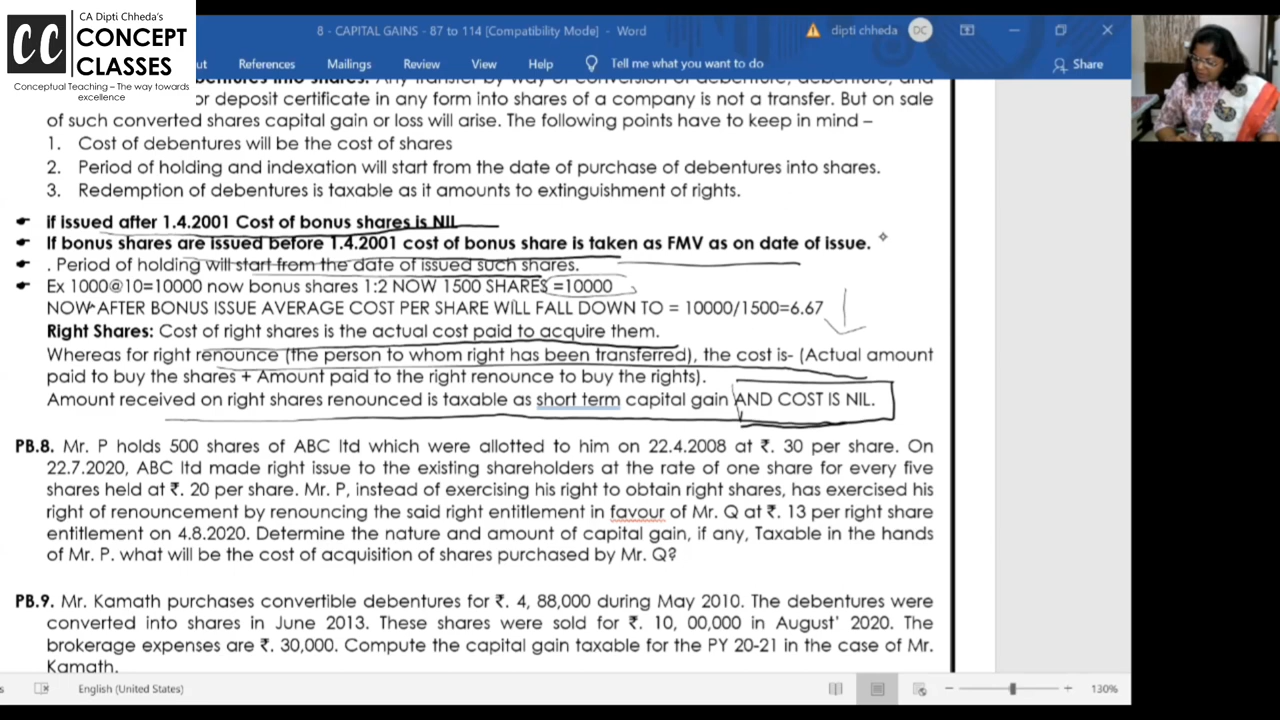 CA Dipti Chheda's
CC
CONCEPT
CLASSES
Conceptual Teaching – The way towards
excellence
8 - CAPITAL GAINS - 87 to 114 [Compatibility Mode] - Word
dipti chheda
DC
References Mailings Review View Help Tell me what you want to do
Share
or deposit certificate in any form into shares of a company is not a transfer. But on sale
of such converted shares capital gain or loss will arise. The following points have to keep in mind –
1. Cost of debentures will be the cost of shares
2. Period of holding and indexation will start from the date of purchase of debentures into shares.
3. Redemption of debentures is taxable as it amounts to extinguishment of rights.
if issued after 1.4.2001 Cost of bonus shares is NIL
If bonus shares are issued before 1.4.2001 cost of bonus share is taken as FMV as on date of issue.
. Period of holding will start from the date of issued such shares.
Ex 1000@10=10000 now bonus shares 1:2 NOW 1500 SHARES =10000
NOW AFTER BONUS ISSUE AVERAGE COST PER SHARE WILL FALL DOWN TO = 10000/1500=6.67
Right Shares: Cost of right shares is the actual cost paid to acquire them.
Whereas for right renounce (the person to whom right has been transferred), the cost is- (Actual amount
paid to buy the shares + Amount paid to the right renounce to buy the rights).
Amount received on right shares renounced is taxable as short term capital gain AND COST IS NIL.
PB.8. Mr. P holds 500 shares of ABC ltd which were allotted to him on 22.4.2008 at ₹. 30 per share. On
22.7.2020, ABC ltd made right issue to the existing shareholders at the rate of one share for every five
shares held at ₹. 20 per share. Mr. P, instead of exercising his right to obtain right shares, has exercised his
right of renouncement by renouncing the said right entitlement in favour of Mr. Q at ₹. 13 per right share
entitlement on 4.8.2020. Determine the nature and amount of capital gain, if any, Taxable in the hands
of Mr. P. what will be the cost of acquisition of shares purchased by Mr. Q?
PB.9. Mr. Kamath purchases convertible debentures for ₹. 4, 88,000 during May 2010. The debentures were
converted into shares in June 2013. These shares were sold for ₹. 10, 00,000 in August' 2020. The
brokerage expenses are ₹. 30,000. Compute the capital gain taxable for the PY 20-21 in the case of Mr.
Kamath.
English (United States)
130%